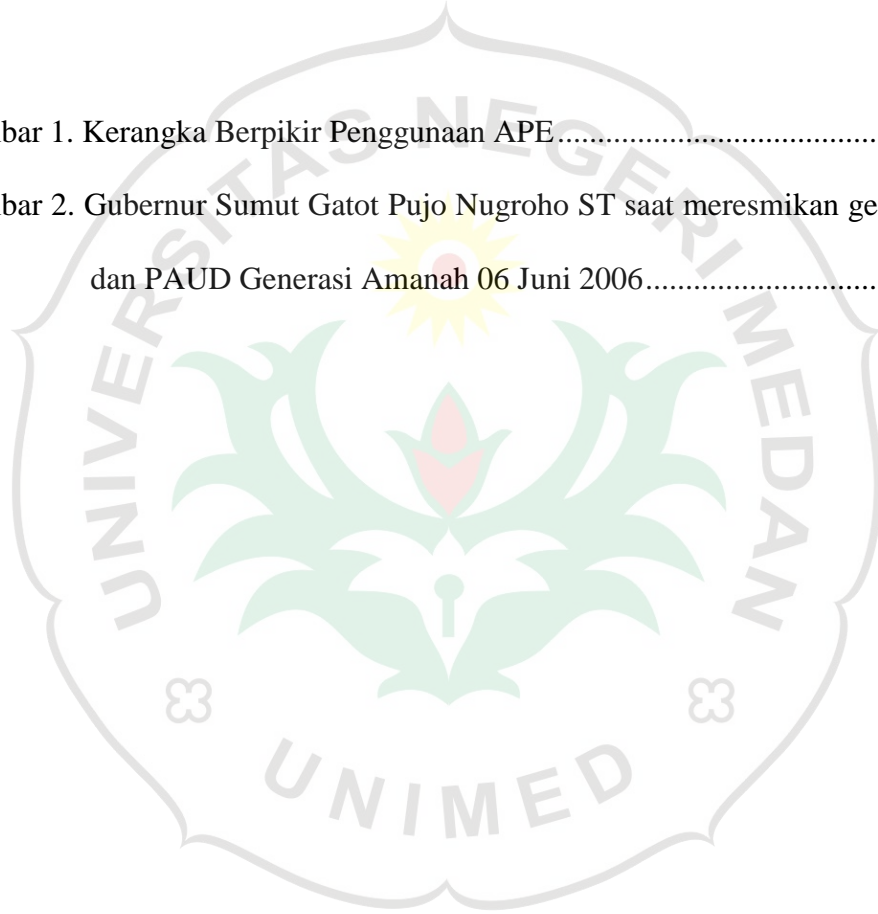 bar 1. Kerangka Berpikir Penggunaan APE....................................
bar 2. Gubernur Sumut Gatot Pujo Nugroho ST saat meresmikan ge
dan PAUD Generasi Amanah 06 Juni 2006..........................
UNIVERSITAS NEGERI MEDAN
UNIMED